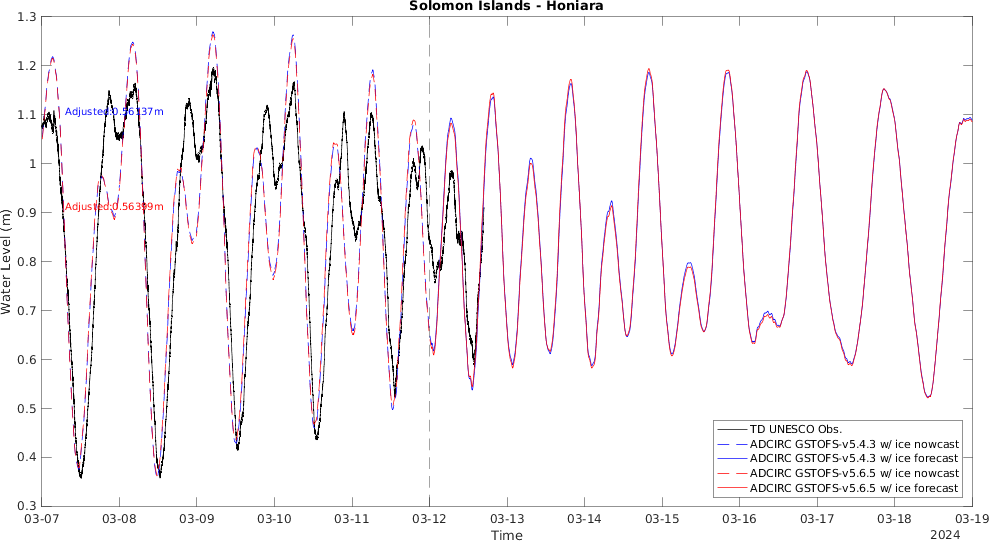 Solomon Islands - Honiara
1.3
1.2
1.1
1
0.9
0.8
0.7
0.6
0.5
0.4
0.3
Water Level (m)
Adjusted:0.56137m
Adjusted:0.56399m
TD UNESCO Obs.
ADCIRC GSTOFS-v5.4.3 w/ ice nowcast
ADCIRC GSTOFS-v5.4.3 w/ ice forecast
ADCIRC GSTOFS-v5.6.5 w/ ice nowcast
ADCIRC GSTOFS-v5.6.5 w/ ice forecast
03-07 03-08 03-09 03-10 03-11 03-12 03-13 03-14 03-15 03-16 03-17 03-18 03-19
Time
2024